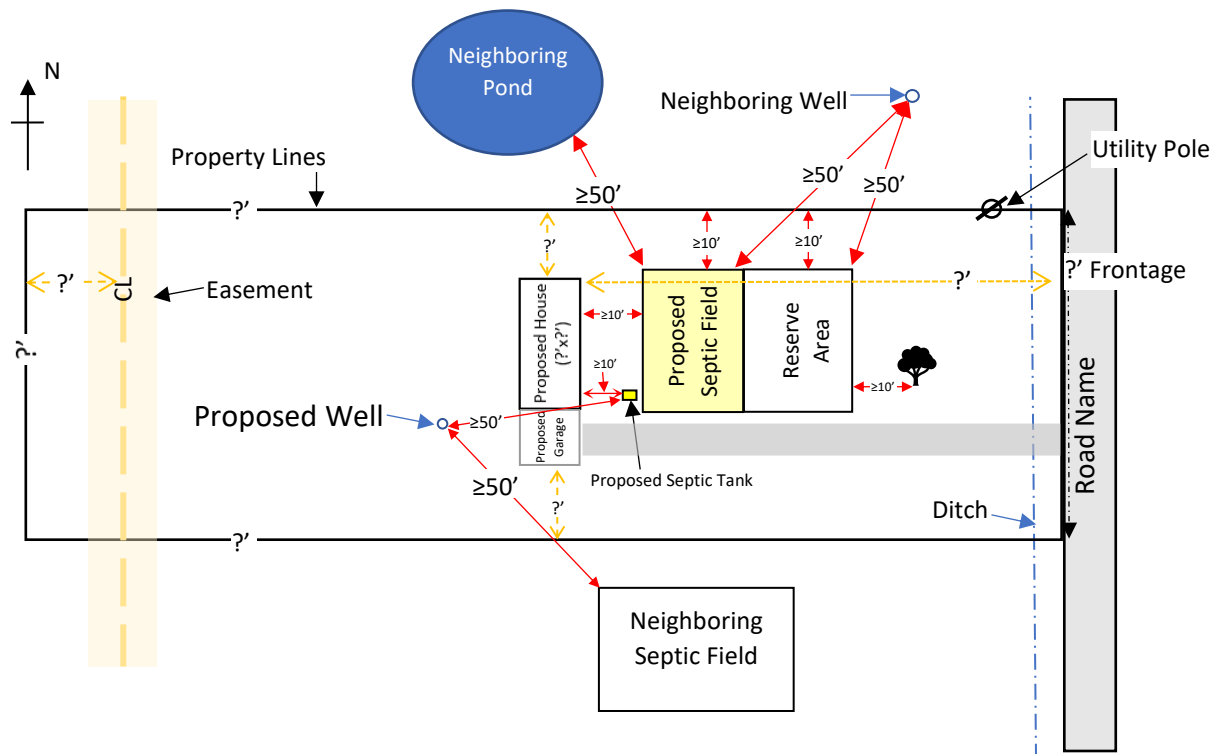 Neighboring
Pond
N
Neighboring Well
Property Lines
Utility Pole
≥50’
≥50’
≥50’
?’
?’
≥10’
≥10’
?’
CL
Easement
?’
?’ Frontage
?’
Proposed House
(?’x?’)
≥10’
Proposed
Septic Field
Reserve
Area
≥10’
≥10’
Proposed Well
≥50’
Proposed
Garage
Proposed Septic Tank
Road Name
≥50’
?’
Ditch
?’
Neighboring
Septic Field